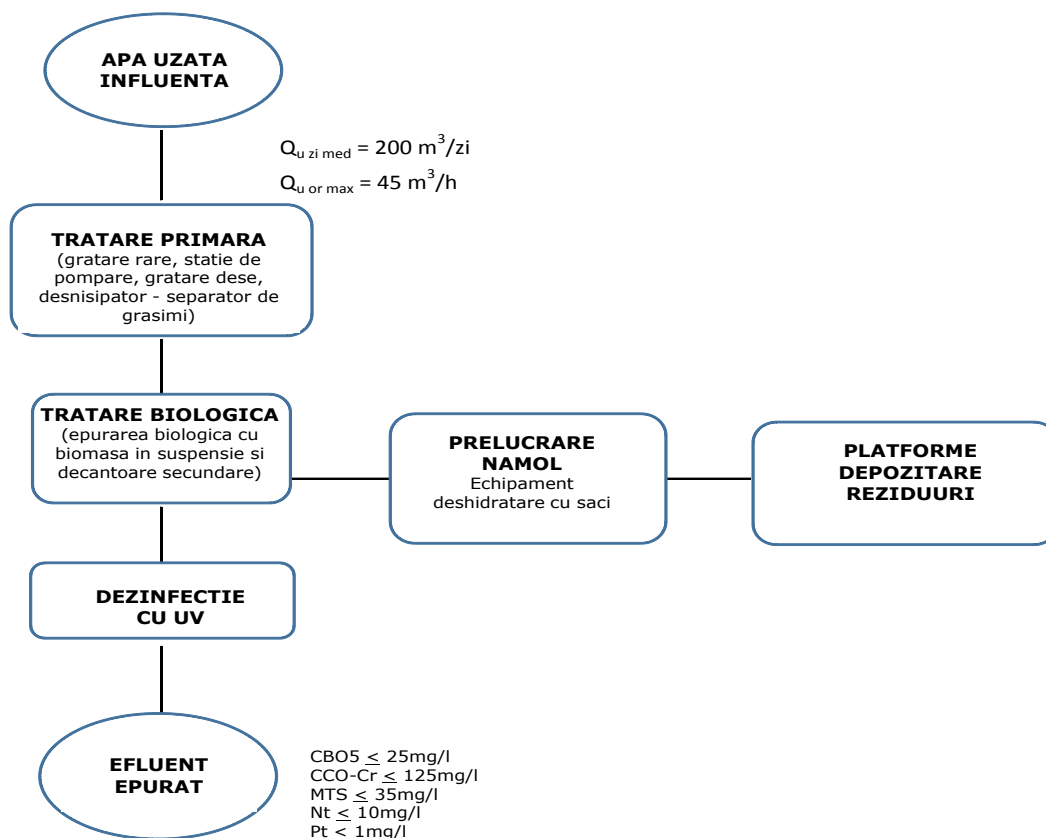 APA UZATA
INFLUENTA
Q u zi med = 200 m³/zi
Q u or max = 45 m³/h
TRATARE PRIMARA
(gratare rare, statie de
pompare, gratare dese,
desnisipator - separator de
grasimi)
TRATARE BIOLOGICA
(epurarea biologica cu
biomasa in suspensie si
decantoare secundare)
PRELUCRARE
NAMOL
Echipament
deshidratare cu saci
PLATFORME
DEPOZITARE
REZIDUURI
DEZINFECTIE
CU UV
EFLUENT
EPURAT
CBO5 ≤ 25mg/l
CCO-Cr ≤ 125mg/l
MTS ≤ 35mg/l
Nt ≤ 10mg/l
Pt < 1mg/l